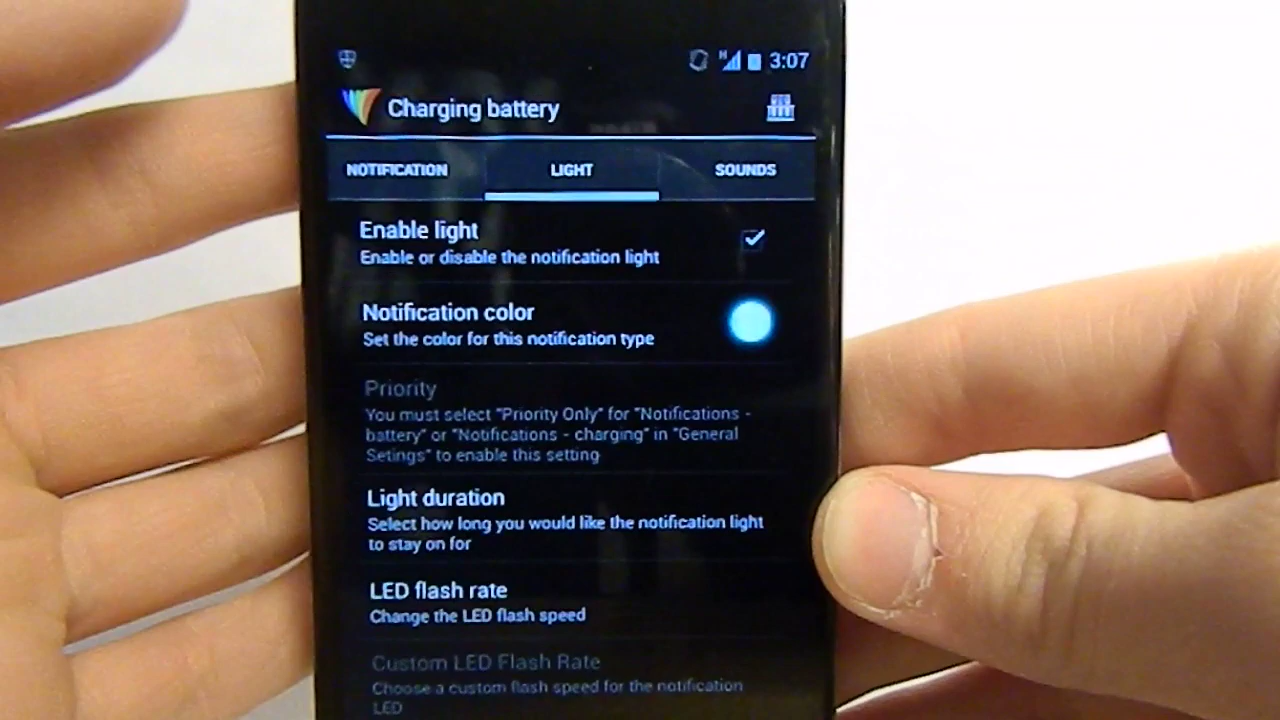 H 3:07
Charging battery
NOTIFICATION LIGHT SOUNDS
Enable light
Enable or disable the notification light
Notification color
Set the color for this notification type
Priority
You must select "Priority Only" for "Notifications -
battery" or "Notifications - charging" in "General
Setings" to enable this setting
Light duration
Select how long you would like the notification light
to stay on for
LED flash rate
Change the LED flash speed
Custom LED Flash Rate
Choose a custom flash speed for the notification
LED